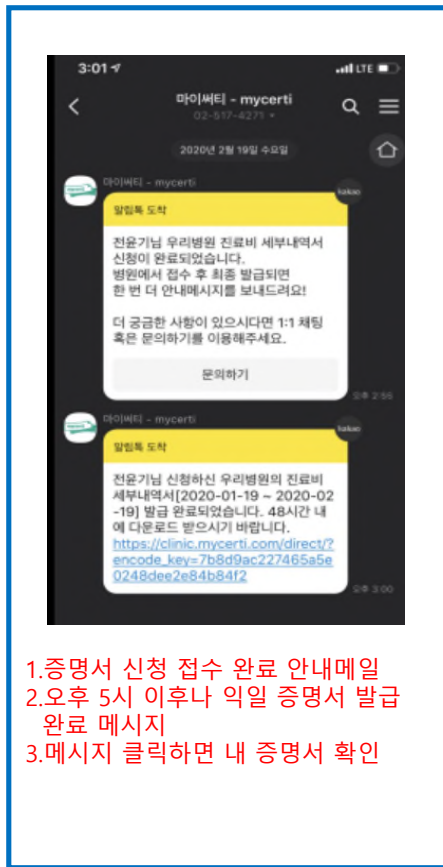 3:01
LTE
마이써티 - mycerti
02-517-4271
2020년 2월 19일 수요일
마이써티 - mycerti
kakao
알림톡 도착
전윤기님 우리병원 진료비 세부내역서
신청이 완료되었습니다.
병원에서 접수 후 최종 발급되면
한 번 더 안내메시지를 보내드려요!
더 궁금한 사항이 있으시다면 1:1 채팅
혹은 문의하기를 이용해주세요.
문의하기
오후 2:56
마이써티 - mycerti
kakao
알림톡 도착
전윤기님 신청하신 우리병원의 진료비
세부내역서[2020-01-19 ~ 2020-02
-19] 발급 완료되었습니다. 48시간 내
에 다운로드 받으시기 바랍니다.
https://clinic.mycerti.com/direct/?
encode_key=7b8d9ac227465a5e
0248dee2e84b84f2
오후 3:00
1.증명서 신청 접수 완료 안내메일
2.오후 5시 이후나 익일 증명서 발급
완료 메시지
3.메시지 클릭하면 내 증명서 확인